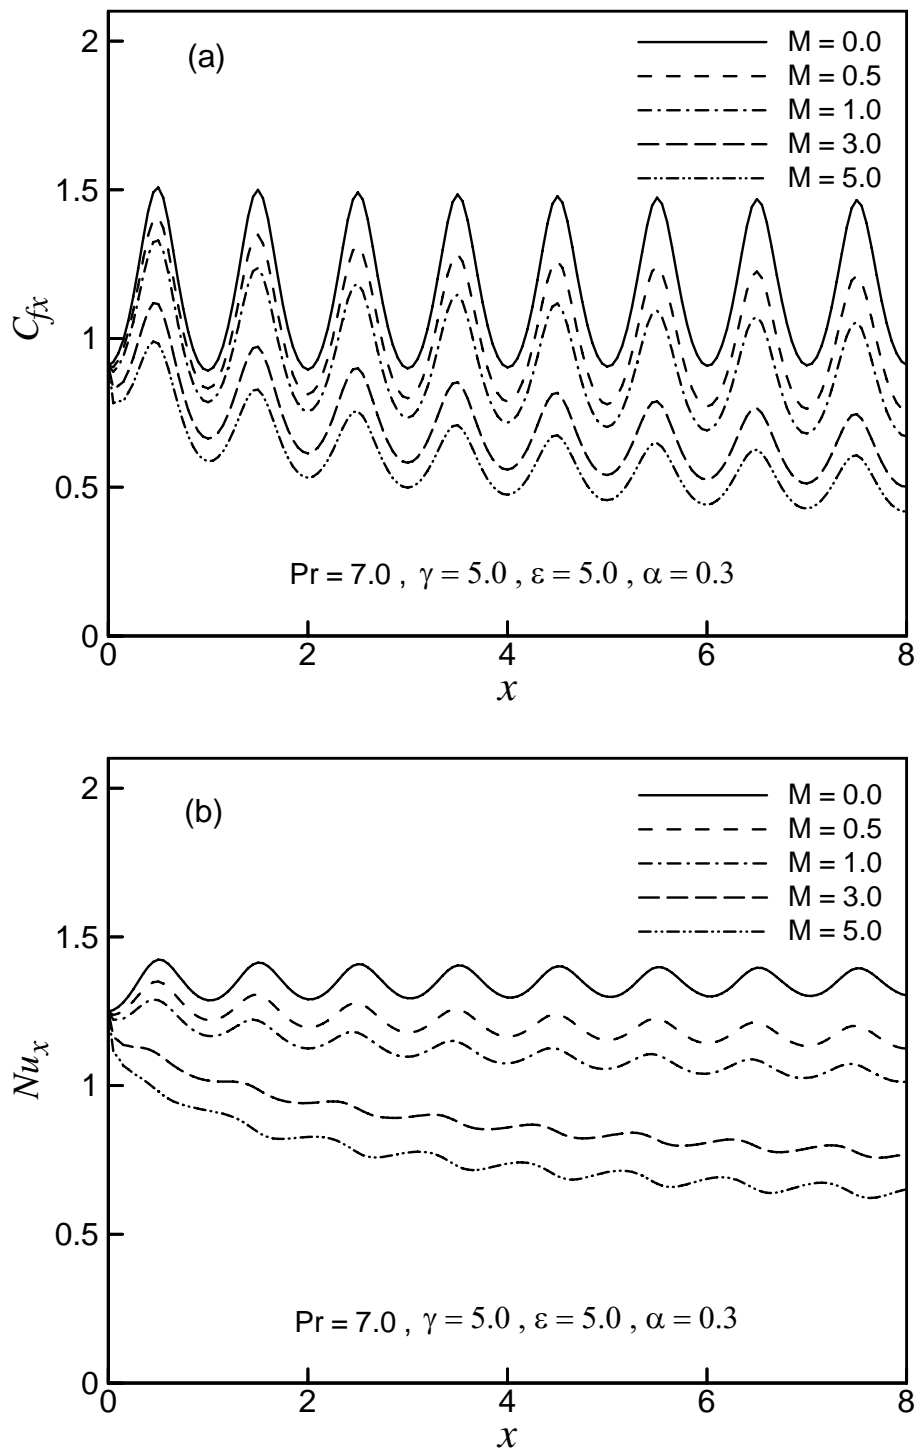 2
(a)
M = 0.0
M = 0.5
M = 1.0
M = 3.0
M = 5.0
1.5
C_fx
1
0.5
Pr = 7.0 , γ = 5.0 , ε = 5.0 , α = 0.3
0
0 2 4 6 8
x
2
(b)
M = 0.0
M = 0.5
M = 1.0
M = 3.0
M = 5.0
1.5
Nu_x
1
0.5
Pr = 7.0 , γ = 5.0 , ε = 5.0 , α = 0.3
0
0 2 4 6 8
x